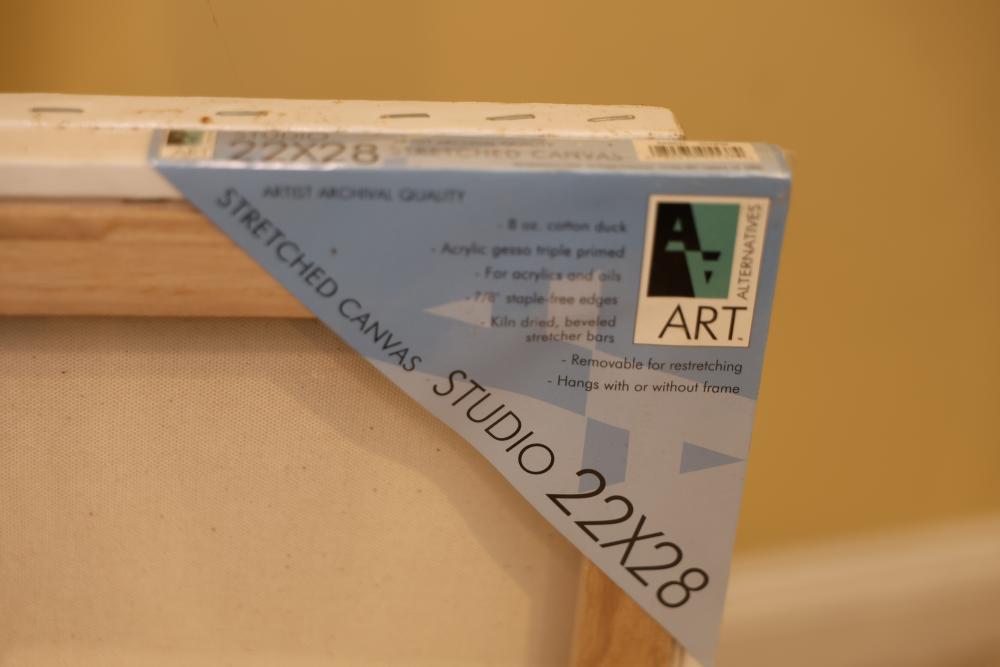 STUDIO
22X28
STRETCHED CANVAS
ARTIST ARCHIVAL QUALITY
- 8 oz. cotton duck
- Acrylic gesso triple primed
- For acrylics and oils
- 7/8" staple-free edges
- Kiln dried, beveled
stretcher bars
- Removable for restretching
- Hangs with or without frame
AA
ART
ALTERNATIVES
STRETCHED CANVAS STUDIO 22X28